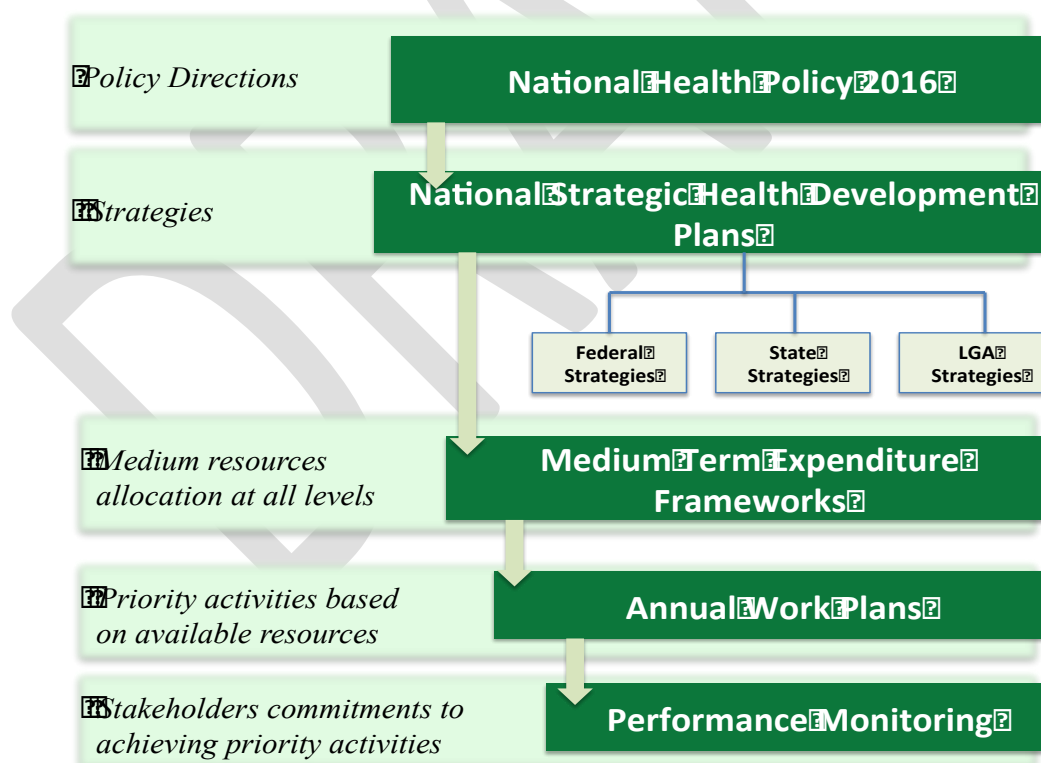 Policy Directions
National Health Policy 2016
Strategies
National Strategic Health Development
Plans
Federal
Strategies
State
Strategies
LGA
Strategies
Medium resources
allocation at all levels
Medium Term Expenditure
Frameworks
Priority activities based
on available resources
Annual Work Plans
Stakeholders commitments to
achieving priority activities
Performance Monitoring